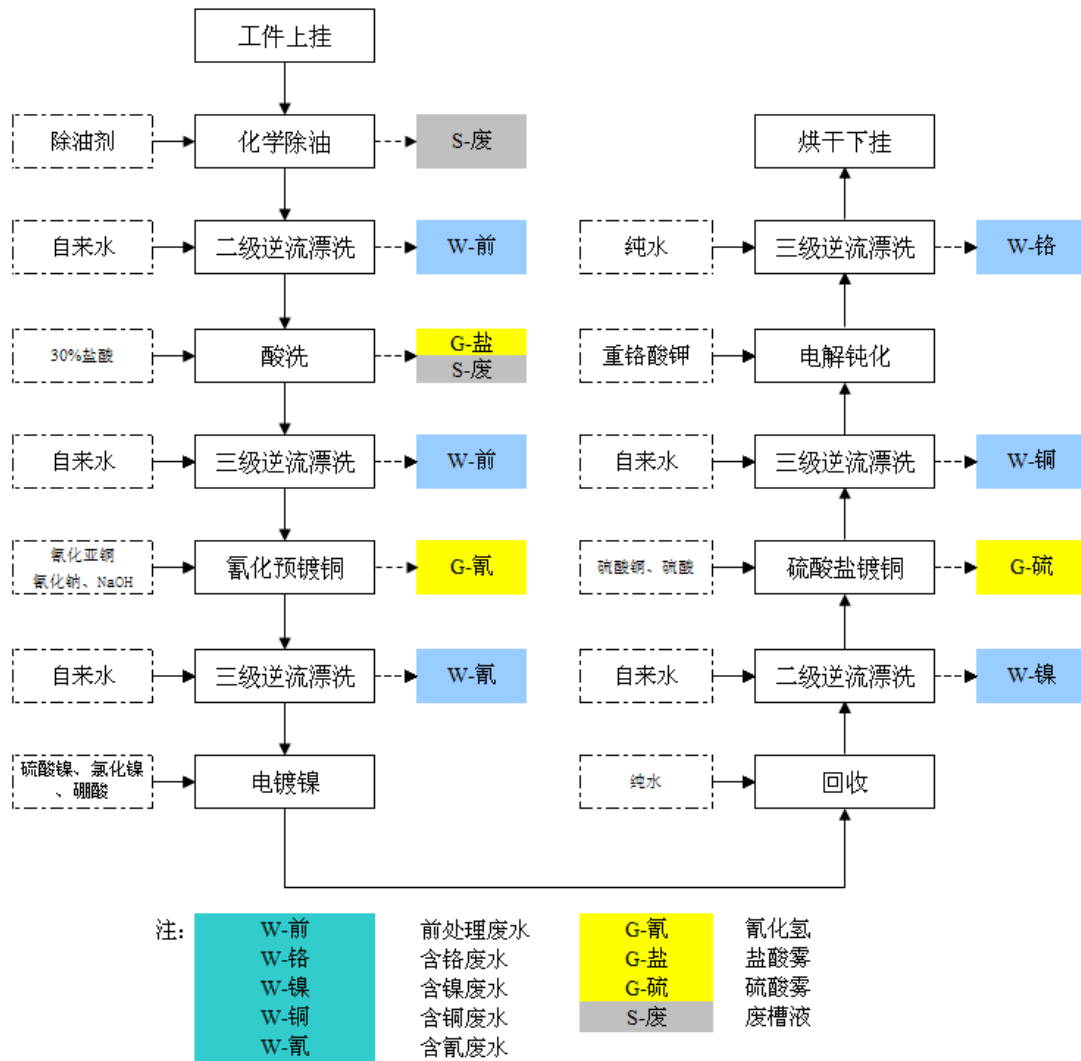 工件上挂
除油剂
化学除油
S-废
烘干下挂
自来水
二级逆流漂洗
W-前
纯水
三级逆流漂洗
W-铬
30%盐酸
酸洗
G-盐
S-废
重铬酸钾
电解钝化
自来水
三级逆流漂洗
W-前
自来水
三级逆流漂洗
W-铜
氰化亚铜
氰化钠、NaOH
氰化预镀铜
G-氰
硫酸铜、硫酸
硫酸盐镀铜
G-硫
自来水
三级逆流漂洗
W-氰
自来水
二级逆流漂洗
W-镍
硫酸镍、氯化镍
、硼酸
电镀镍
纯水
回收
注:
W-前
前处理废水
G-氰
氰化氢
W-铬
含铬废水
G-盐
盐酸雾
W-镍
含镍废水
G-硫
硫酸雾
W-铜
含铜废水
S-废
废槽液
W-氰
含氰废水